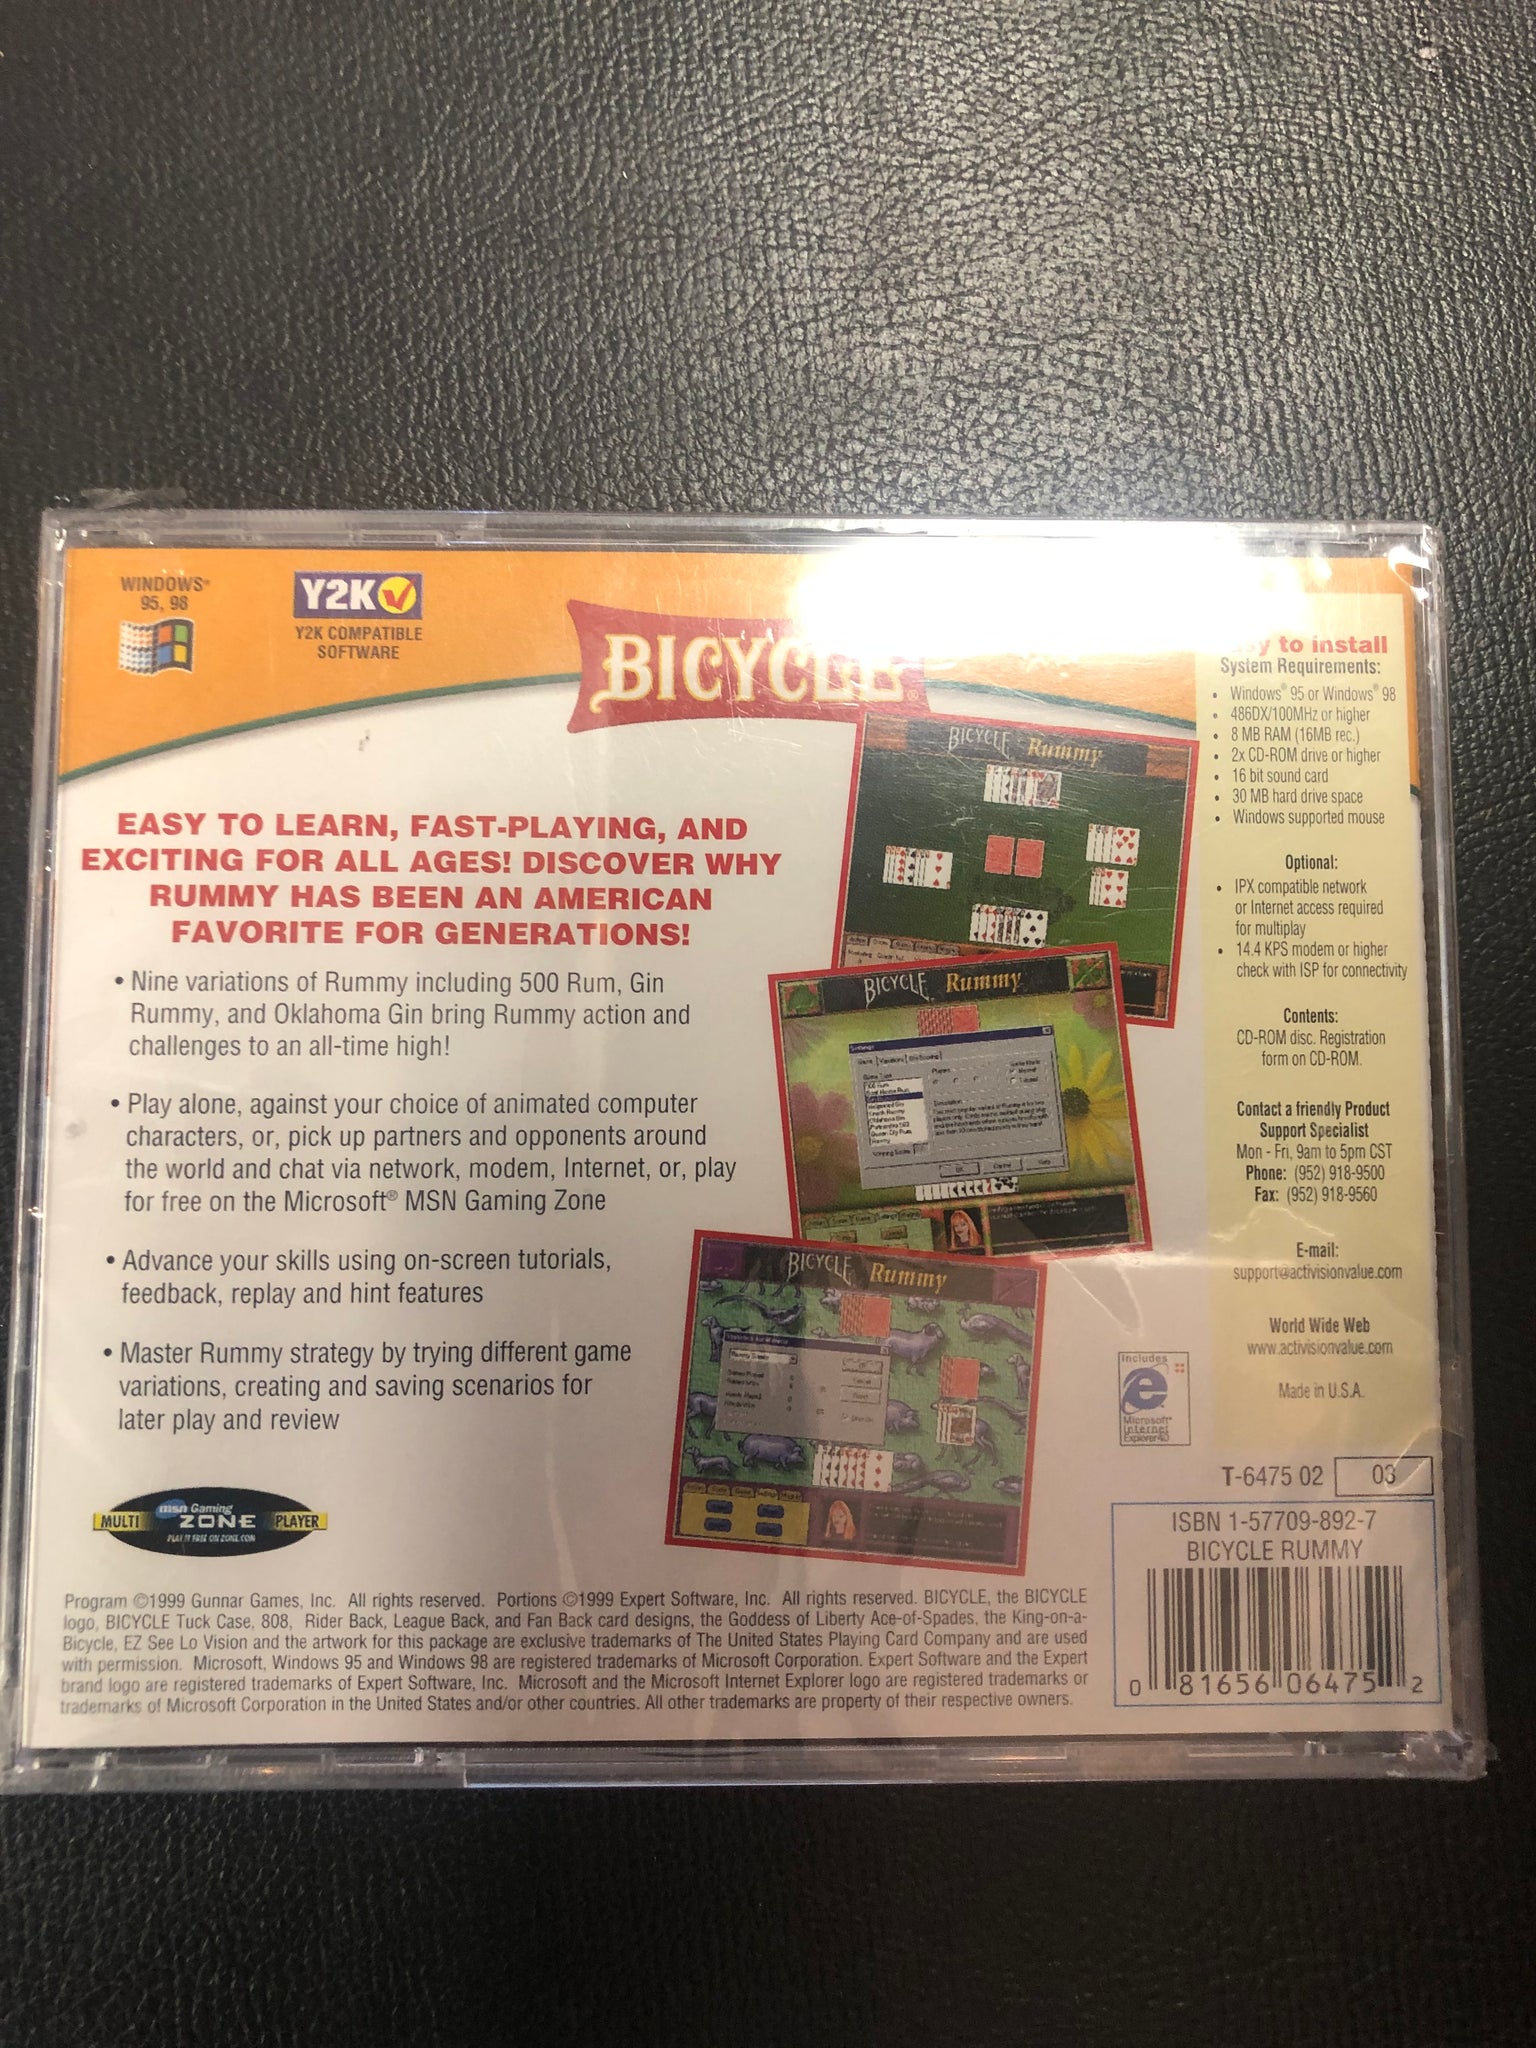 WINDOWS®
95, 98
Y2K
Y2K COMPATIBLE
SOFTWARE
BICYCLE®
EASY TO LEARN, FAST-PLAYING, AND
EXCITING FOR ALL AGES! DISCOVER WHY
RUMMY HAS BEEN AN AMERICAN
FAVORITE FOR GENERATIONS!
• Nine variations of Rummy including 500 Rum, Gin
Rummy, and Oklahoma Gin bring Rummy action and
challenges to an all-time high!
• Play alone, against your choice of animated computer
characters, or, pick up partners and opponents around
the world and chat via network, modem, Internet, or, play
for free on the Microsoft® MSN Gaming Zone
• Advance your skills using on-screen tutorials,
feedback, replay and hint features
• Master Rummy strategy by trying different game
variations, creating and saving scenarios for
later play and review
msn Gaming
MULTI ZONE PLAYER
PLAY IT FREE ON ZONE.COM
BICYCLE Rummy
BICYCLE Rummy
Settings
BICYCLE Rummy
to install
System Requirements:
• Windows® 95 or Windows® 98
• 486DX/100MHz or higher
• 8 MB RAM (16MB rec.)
• 2x CD-ROM drive or higher
• 16 bit sound card
• 30 MB hard drive space
• Windows supported mouse
Optional:
• IPX compatible network
or Internet access required
for multiplay
• 14.4 KPS modem or higher
check with ISP for connectivity
Contents:
CD-ROM disc. Registration
form on CD-ROM.
Contact a friendly Product
Support Specialist
Mon - Fri, 9am to 5pm CST
Phone: (952) 918-9500
Fax: (952) 918-9560
E-mail:
support@activisionvalue.com
World Wide Web
www.activisionvalue.com
Made in U.S.A.
Includes
Microsoft®
Internet
Explorer 4.0
T-6475 02 03
ISBN 1-57709-892-7
BICYCLE RUMMY
0 81656 06475 2
Program ©1999 Gunnar Games, Inc. All rights reserved. Portions ©1999 Expert Software, Inc. All rights reserved. BICYCLE, the BICYCLE
logo, BICYCLE Tuck Case, 808, Rider Back, League Back, and Fan Back card designs, the Goddess of Liberty Ace-of-Spades, the King-on-a-
Bicycle, EZ See Lo Vision and the artwork for this package are exclusive trademarks of The United States Playing Card Company and are used
with permission. Microsoft, Windows 95 and Windows 98 are registered trademarks of Microsoft Corporation. Expert Software and the Expert
brand logo are registered trademarks of Expert Software, Inc. Microsoft and the Microsoft Internet Explorer logo are registered trademarks or
trademarks of Microsoft Corporation in the United States and/or other countries. All other trademarks are property of their respective owners.